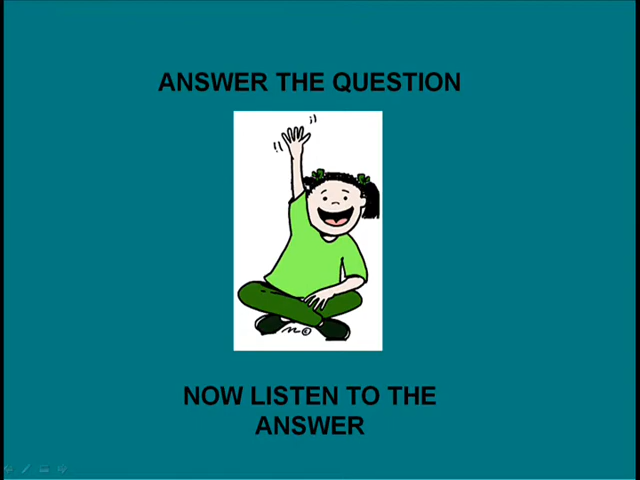 ANSWER THE QUESTION
NOW LISTEN TO THE
ANSWER